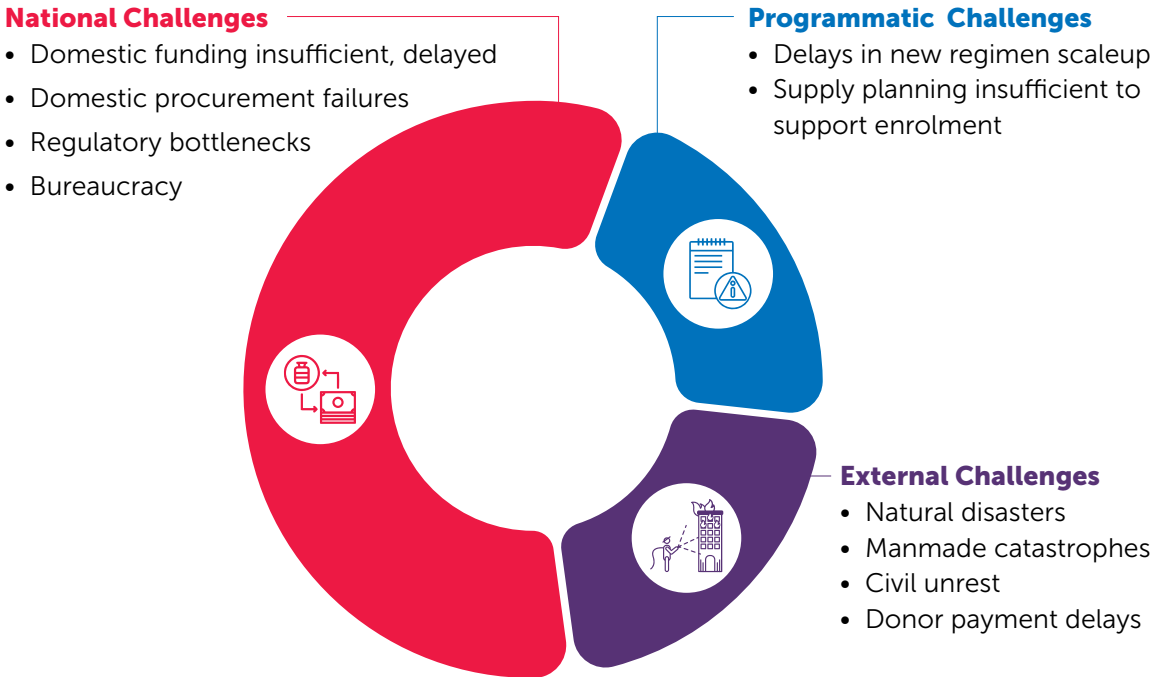 National Challenges
• Domestic funding insufficient, delayed
• Domestic procurement failures
• Regulatory bottlenecks
• Bureaucracy
Programmatic Challenges
• Delays in new regimen scaleup
• Supply planning insufficient to
support enrolment
External Challenges
• Natural disasters
• Manmade catastrophes
• Civil unrest
• Donor payment delays